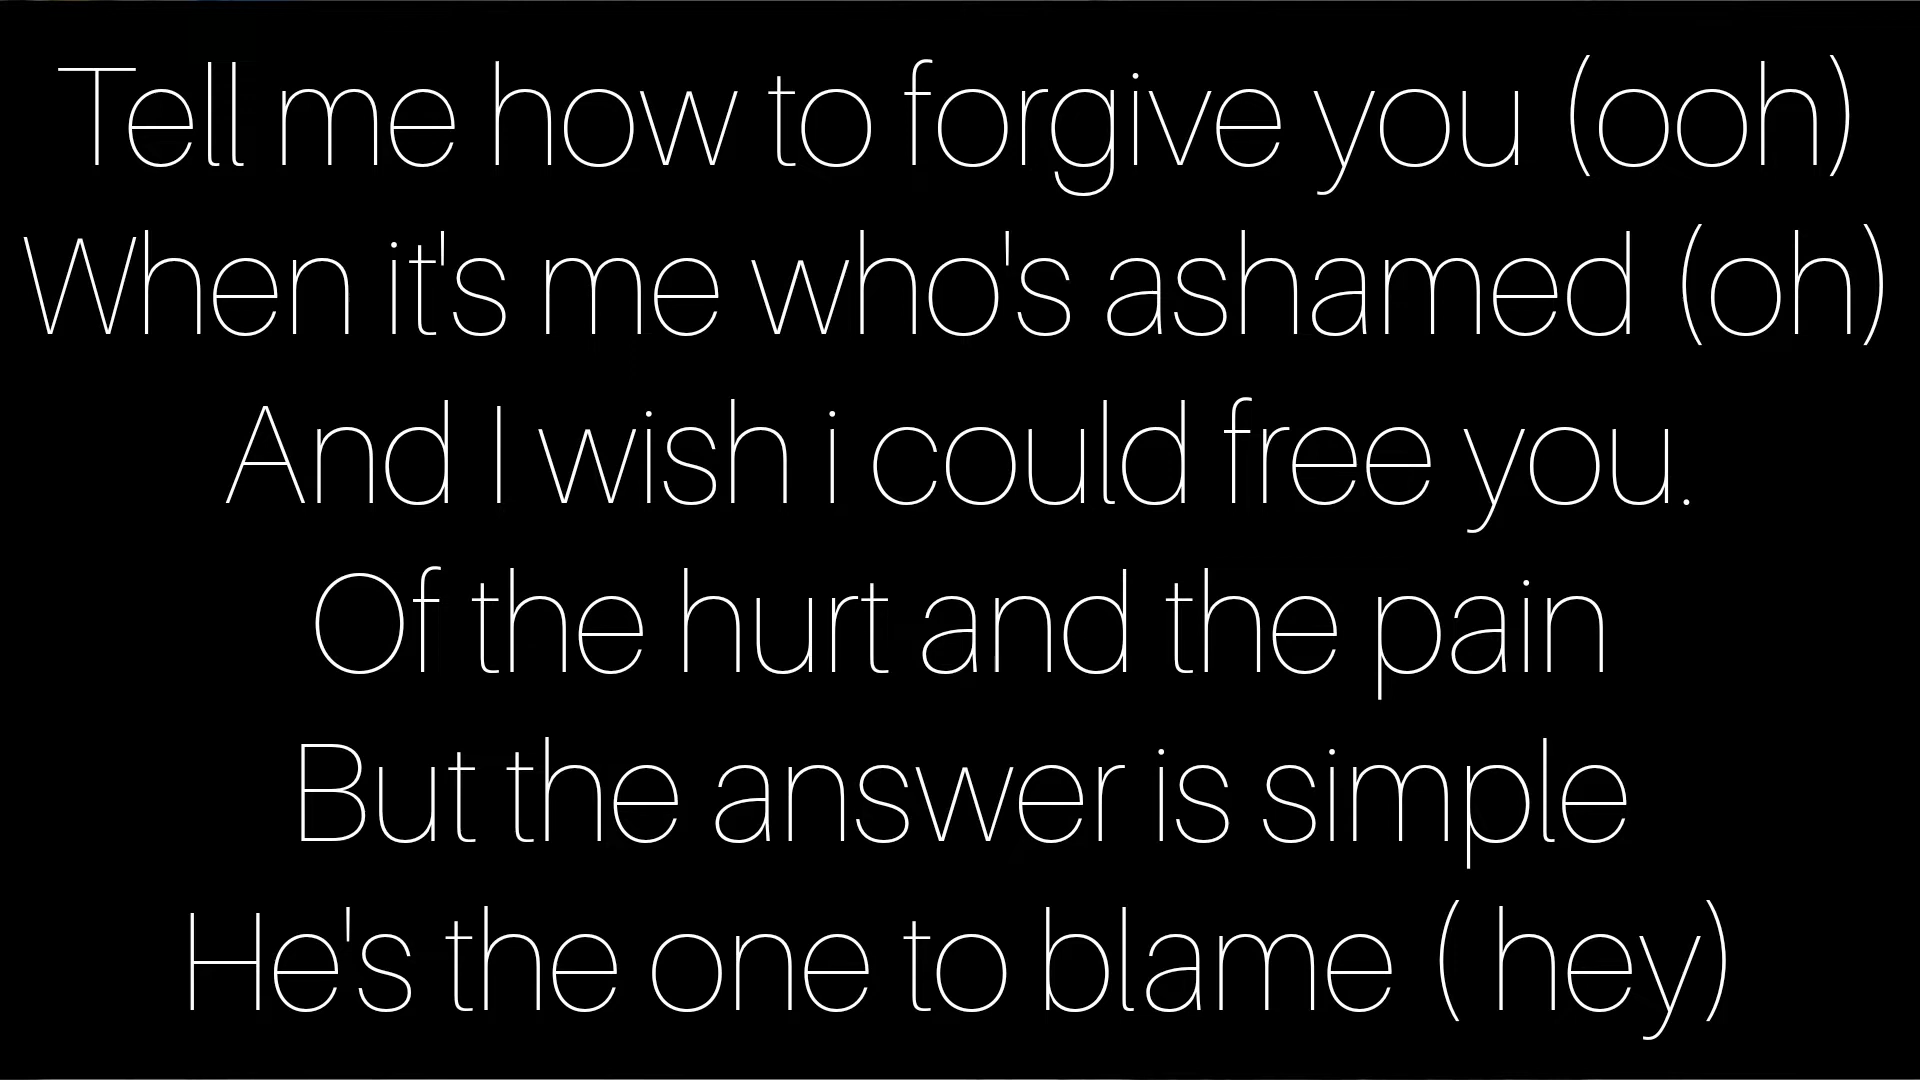 Tell me how to forgive you (ooh)
When it's me who's ashamed (oh)
And I wish i could free you.
Of the hurt and the pain
But the answer is simple
He's the one to blame ( hey)